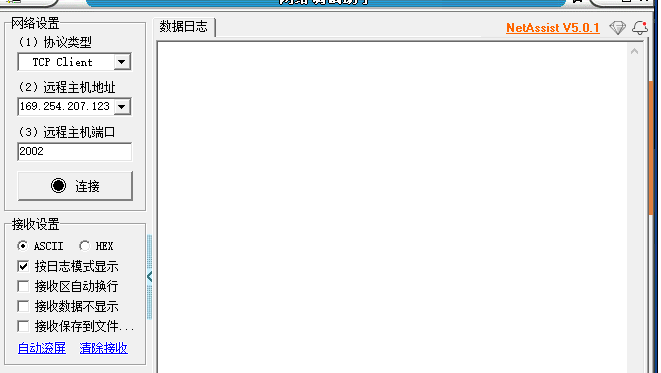 网络设置
(1) 协议类型
TCP Client
(2) 远程主机地址
169.254.207.123
(3) 远程主机端口
2002
连接
接收设置
ASCII HEX
按日志模式显示
接收区自动换行
接收数据不显示
接收保存到文件...
自动滚屏 清除接收
数据日志
NetAssist V5.0.1